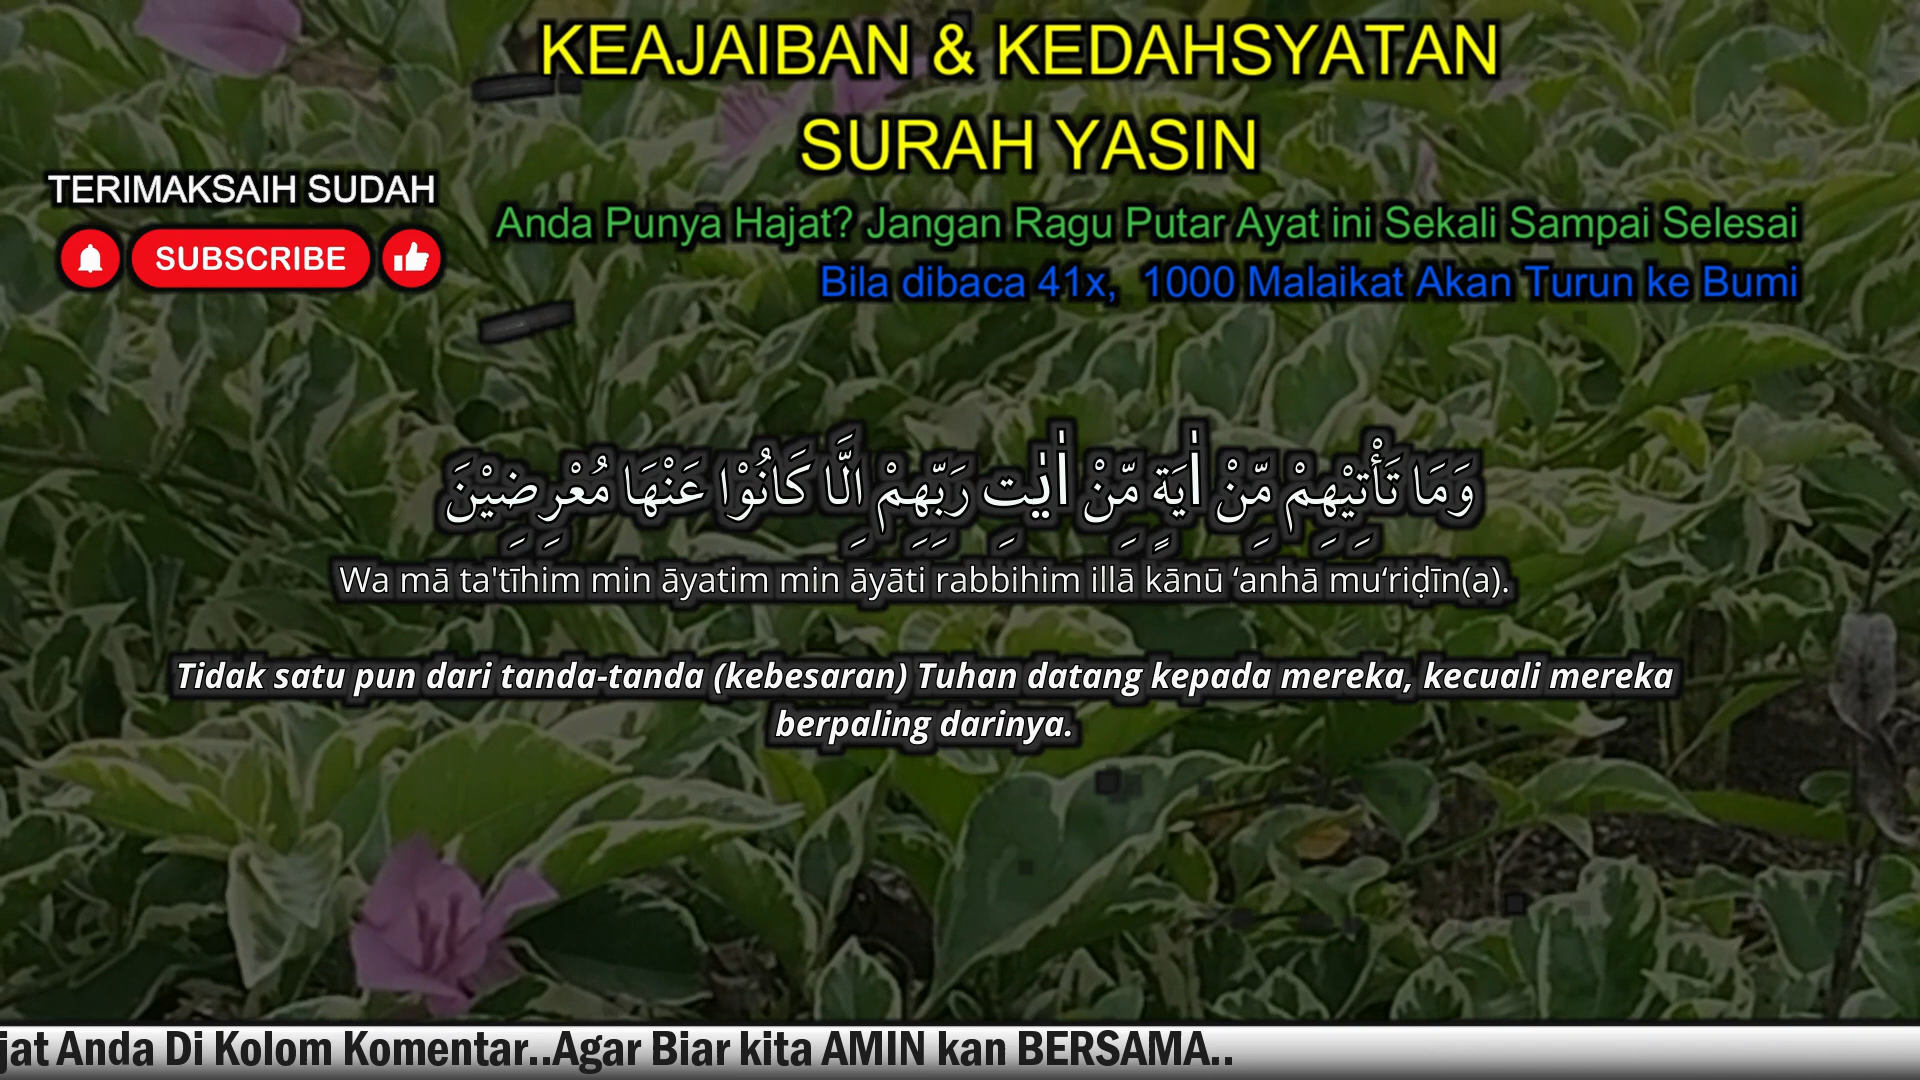 KEAJAIBAN & KEDAHSYATAN
SURAH YASIN
TERIMAKSAIH SUDAH
SUBSCRIBE
Anda Punya Hajat? Jangan Ragu Putar Ayat ini Sekali Sampai Selesai
Bila dibaca 41x, 1000 Malaikat Akan Turun ke Bumi
وَمَا تَأْتِيْهِمْ مِّنْ اٰيَةٍ مِّنْ اٰيٰتِ رَبِّهِمْ اِلَّا كَانُوْا عَنْهَا مُعْرِضِيْنَ
Wa mā ta'tīhim min āyatim min āyāti rabbihim illā kānū ‘anhā mu‘riḍīn(a).
Tidak satu pun dari tanda-tanda (kebesaran) Tuhan datang kepada mereka, kecuali mereka
berpaling darinya.
jat Anda Di Kolom Komentar..Agar Biar kita AMIN kan BERSAMA..